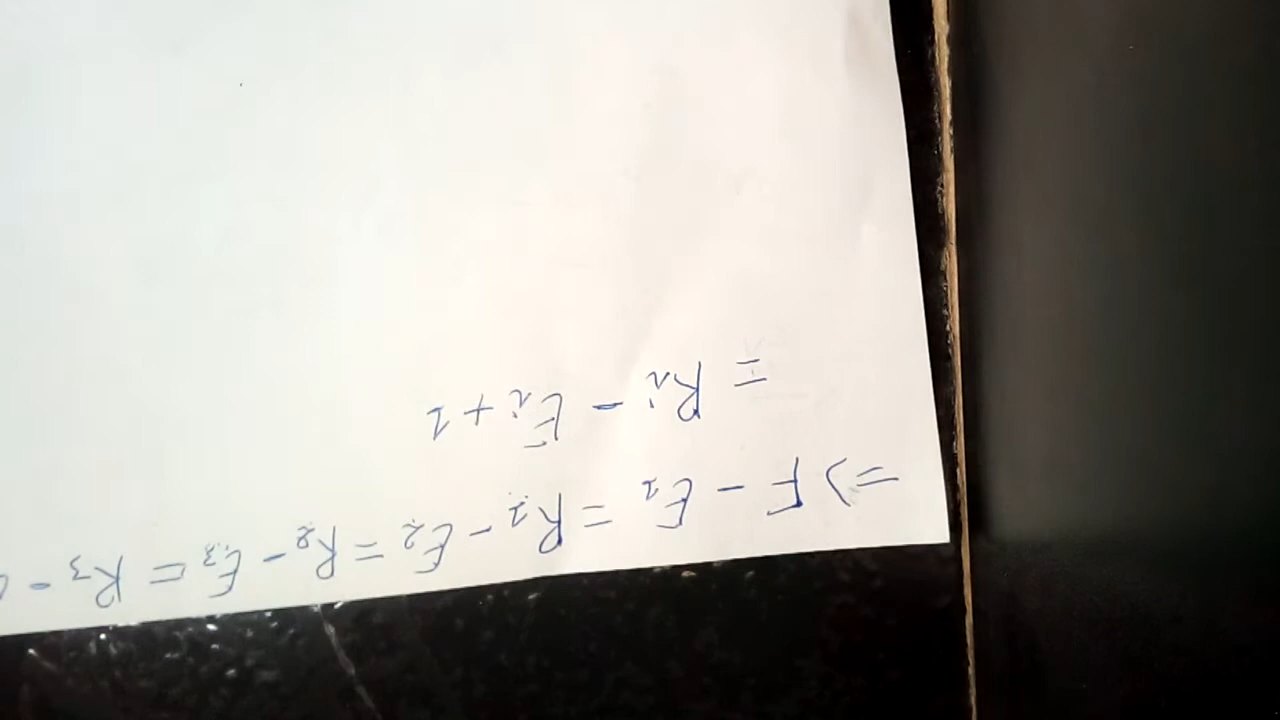 => F - E₁ = R₁ - E₂ = R₂ - E₃ = R₃ -
= Rᵢ - Eᵢ + 1